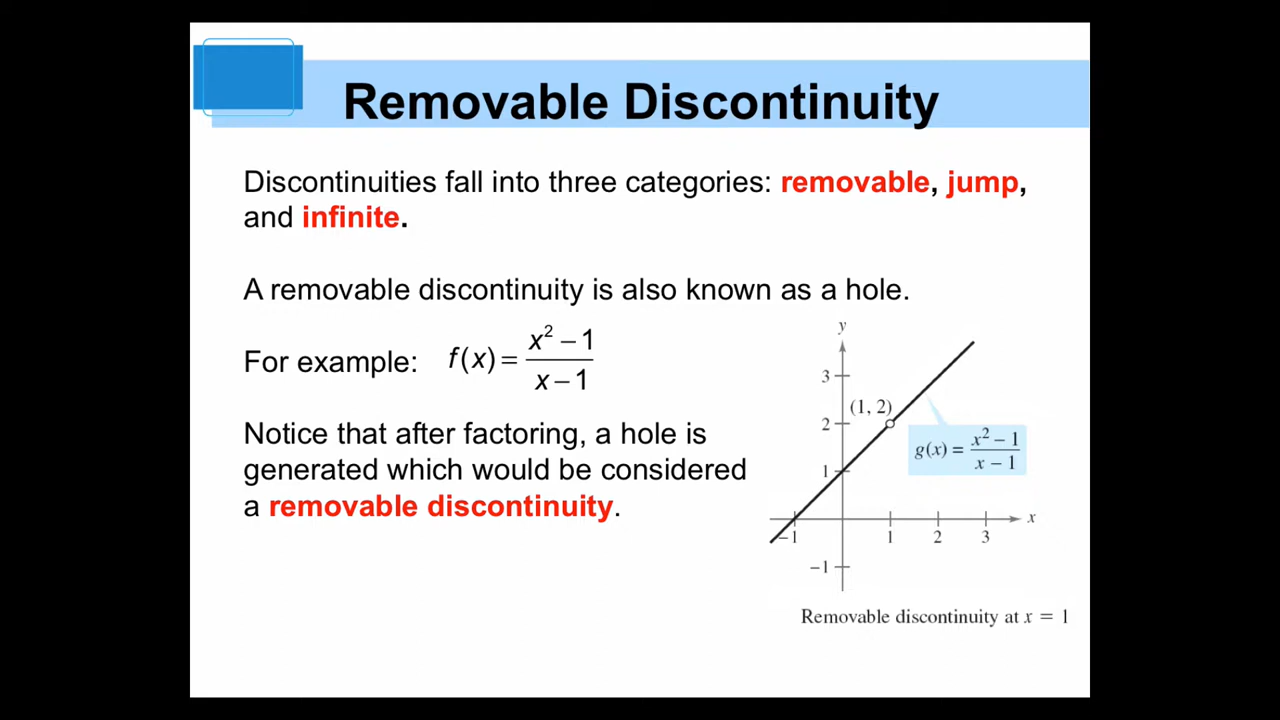 Removable Discontinuity
Discontinuities fall into three categories: removable, jump,
and infinite.
A removable discontinuity is also known as a hole.
For example: f(x) = (x² − 1)/(x − 1)
Notice that after factoring, a hole is
generated which would be considered
a removable discontinuity.
y
3
(1, 2)
2
g(x) = (x² − 1)/(x − 1)
1
x
−1 1 2 3
−1
Removable discontinuity at x = 1